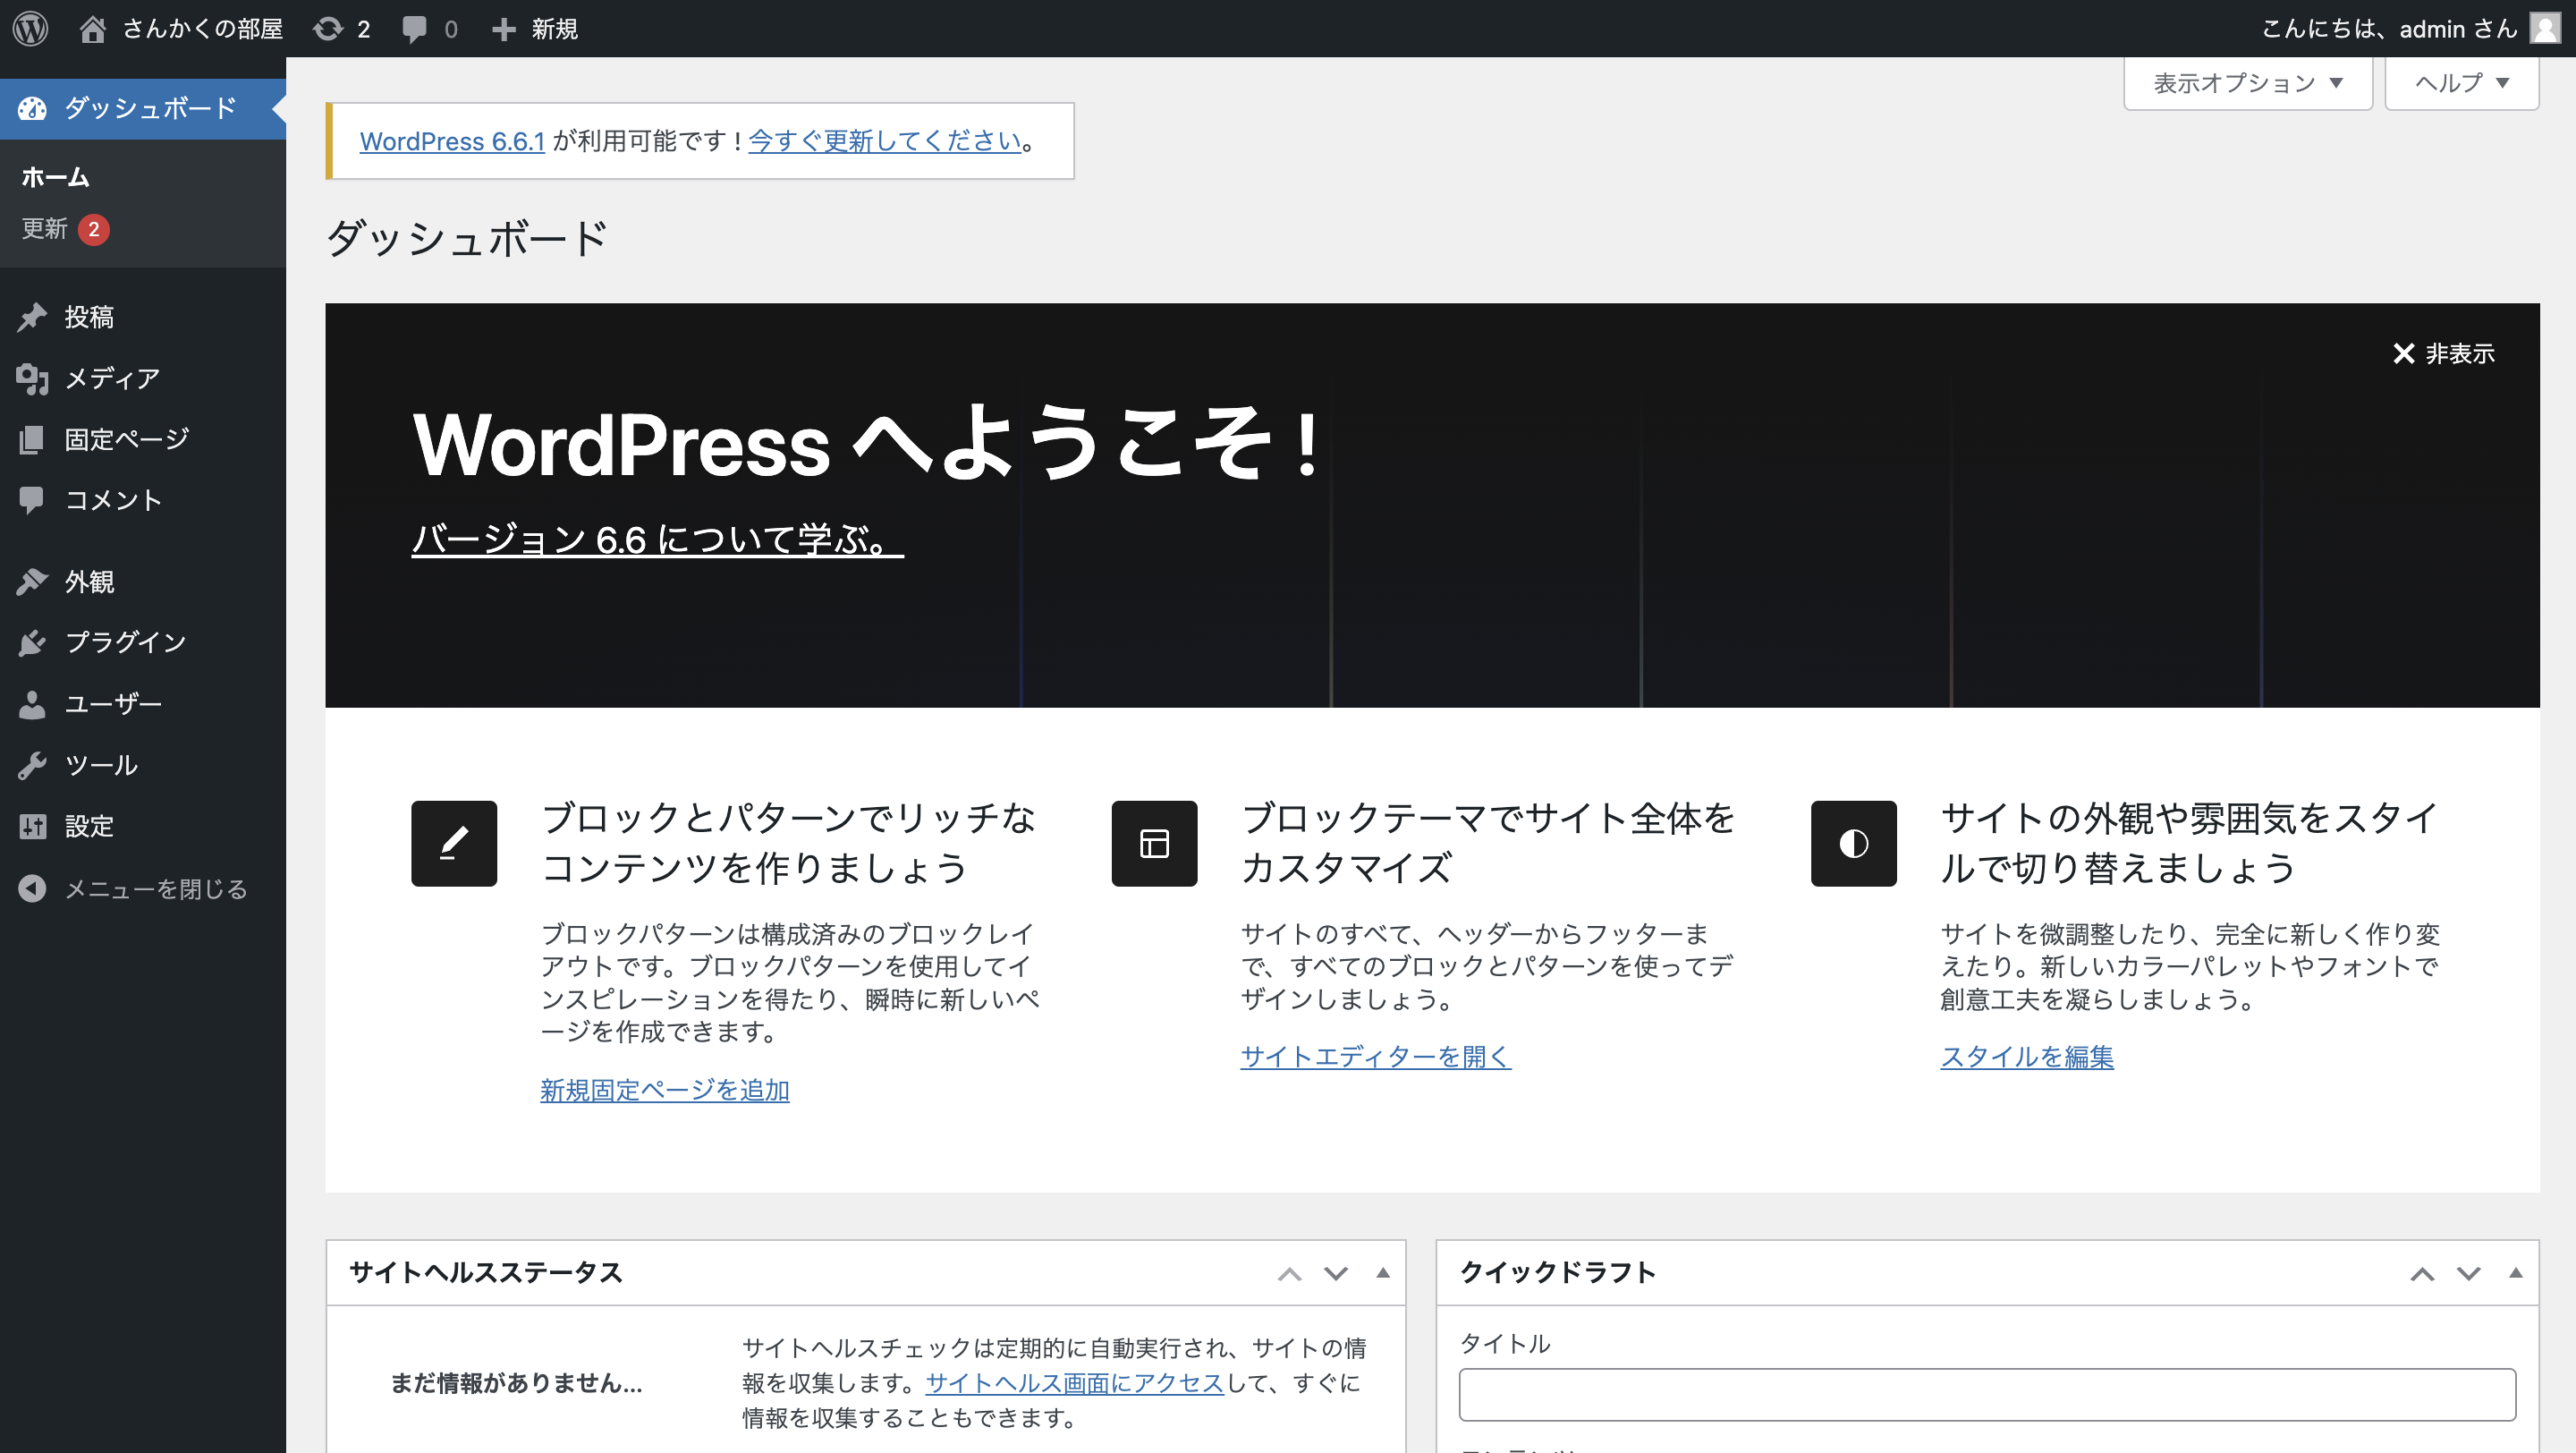 さんかくの部屋 2 0 新規 こんにちは、admin さん
ダッシュボード
ホーム
更新 2
投稿
メディア
固定ページ
コメント
外観
プラグイン
ユーザー
ツール
設定
メニューを閉じる
表示オプション ▼ ヘルプ ▼
WordPress 6.6.1 が利用可能です ! 今すぐ更新してください。
ダッシュボード
非表示
WordPress へようこそ !
バージョン 6.6 について学ぶ。
ブロックとパターンでリッチな
コンテンツを作りましょう
ブロックパターンは構成済みのブロックレイ
アウトです。ブロックパターンを使用してイ
ンスピレーションを得たり、瞬時に新しいペ
ージを作成できます。
新規固定ページを追加
ブロックテーマでサイト全体を
カスタマイズ
サイトのすべて、ヘッダーからフッターま
で、すべてのブロックとパターンを使ってデ
ザインしましょう。
サイトエディターを開く
サイトの外観や雰囲気をスタイ
ルで切り替えましょう
サイトを微調整したり、完全に新しく作り変
えたり。新しいカラーパレットやフォントで
創意工夫を凝らしましょう。
スタイルを編集
サイトヘルスステータス
まだ情報がありません...
サイトヘルスチェックは定期的に自動実行され、サイトの情
報を収集します。サイトヘルス画面にアクセスして、すぐに
情報を収集することもできます。
クイックドラフト
タイトル